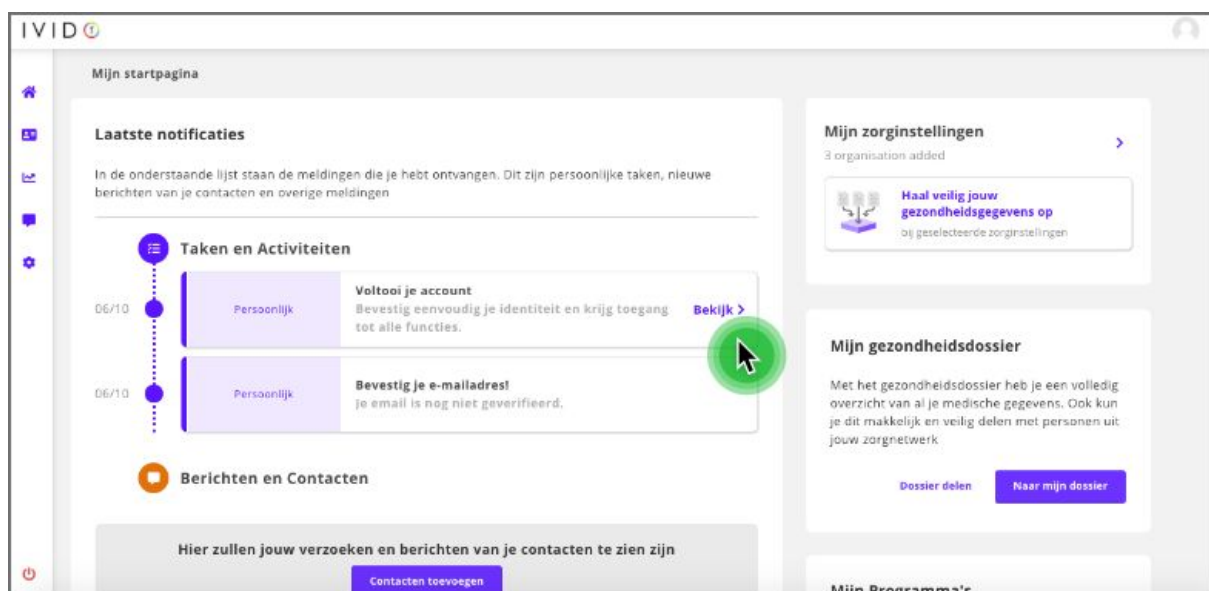 IVIDO
Mijn startpagina
Laatste notificaties
In de onderstaande lijst staan de meldingen die je hebt ontvangen. Dit zijn persoonlijke taken, nieuwe
berichten van je contacten en overige meldingen
Taken en Activiteiten
06/10
Persoonlijk
Voltooi je account
Bevestig eenvoudig je identiteit en krijg toegang
tot alle functies.
Bekijk
06/10
Persoonlijk
Bevestig je e-mailadres!
Je email is nog niet geverifieerd.
Berichten en Contacten
Hier zullen jouw verzoeken en berichten van je contacten te zien zijn
Contacten toevoegen
Mijn zorginstellingen
3 organisation added
Haal veilig jouw
gezondheidsgegevens op
bij geselecteerde zorginstellingen
Mijn gezondheidsdossier
Met het gezondheidsdossier heb je een volledig
overzicht van al je medische gegevens. Ook kun
je dit makkelijk en veilig delen met personen uit
jouw zorgnetwerk
Dossier delen
Naar mijn dossier
Mijn Programma's